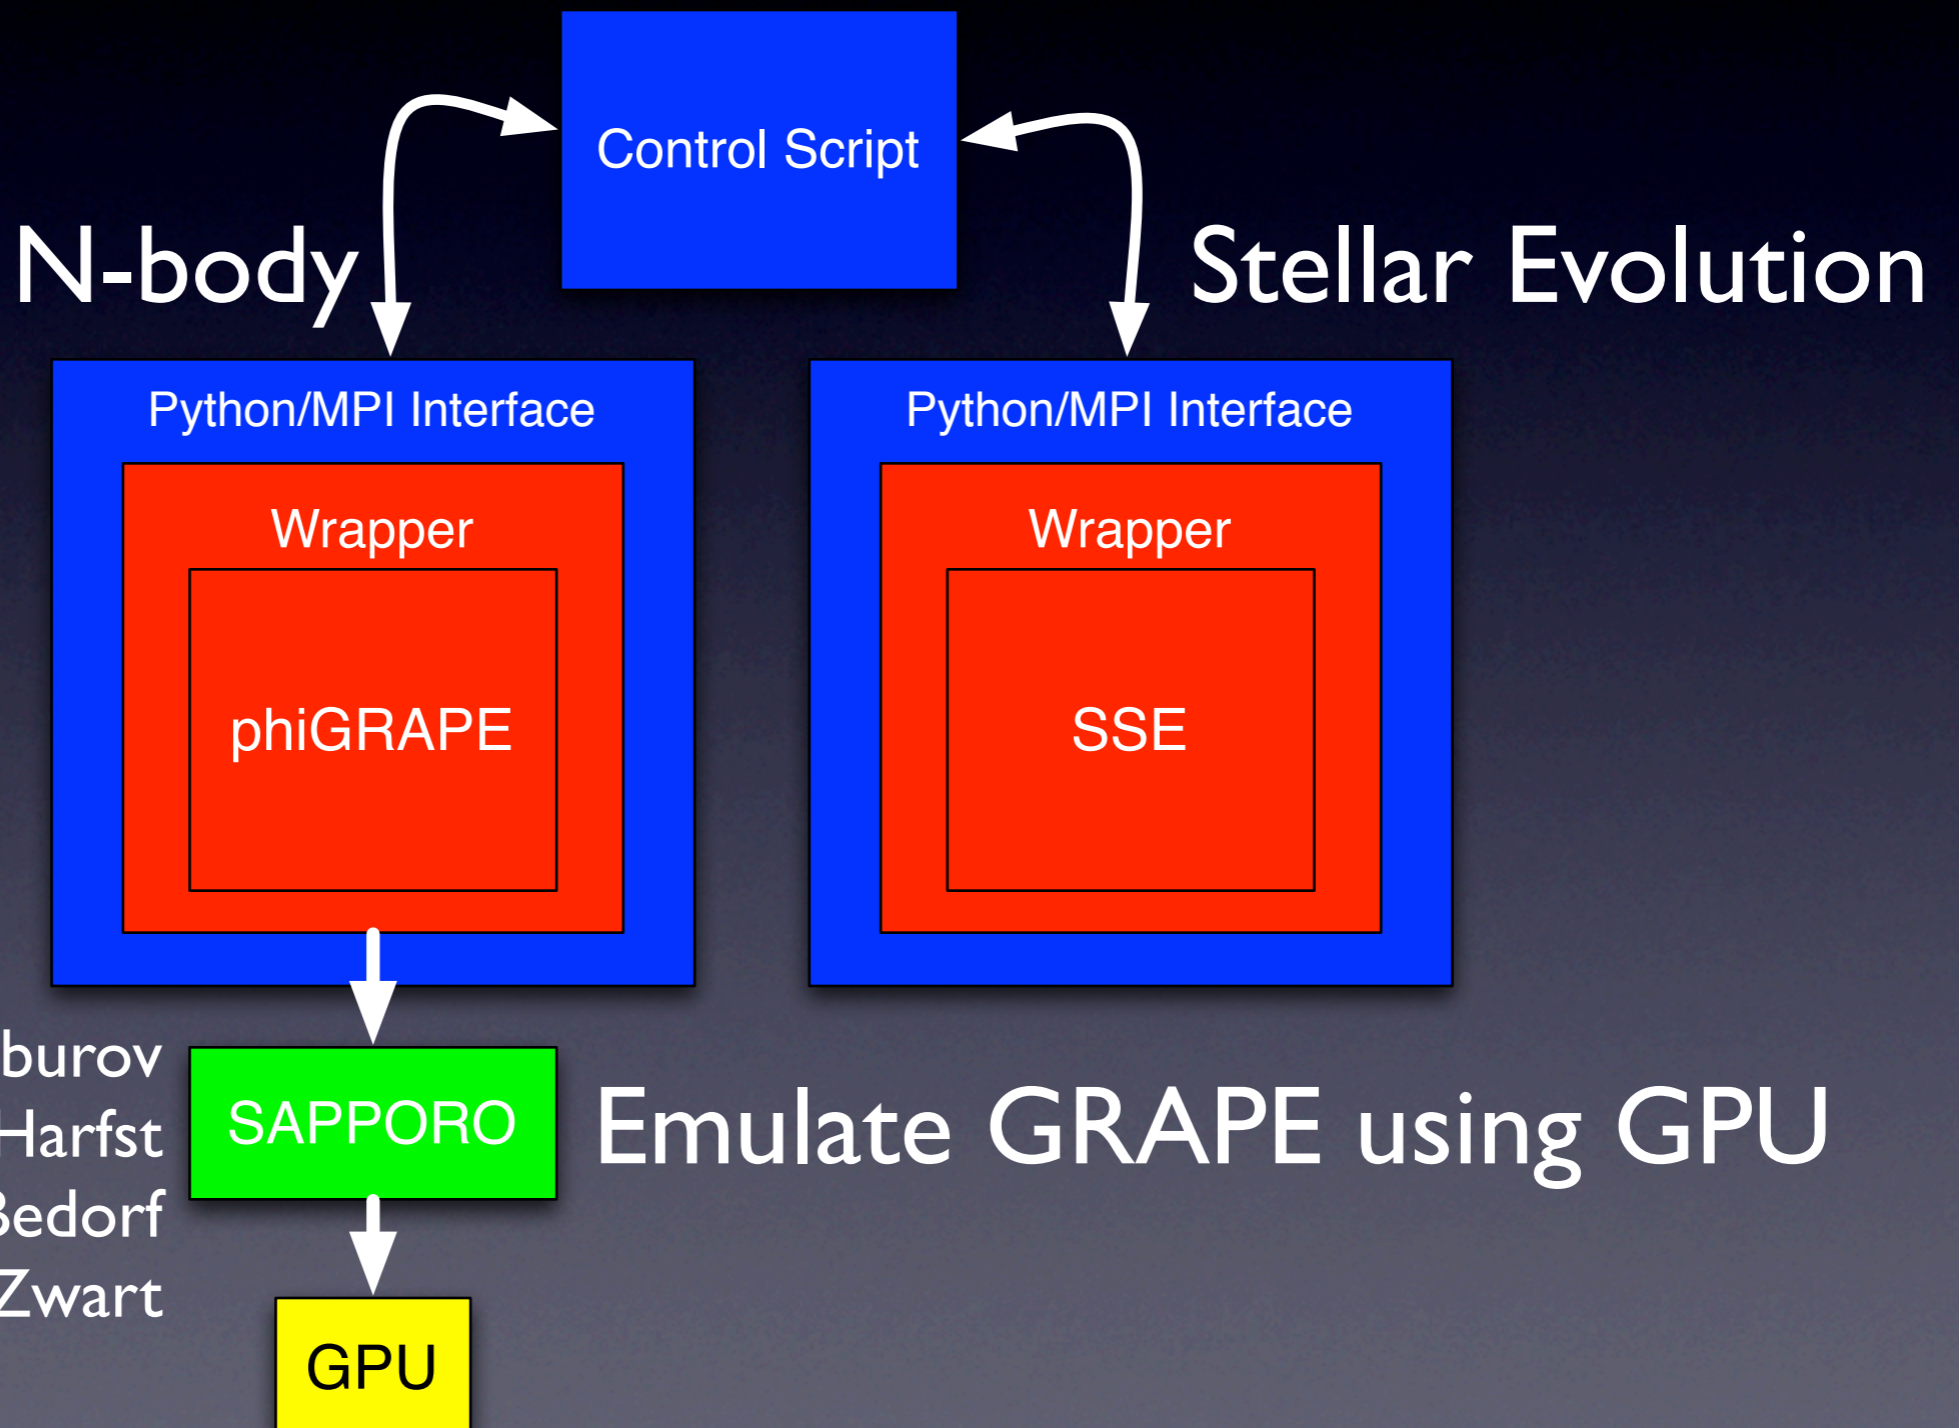 Control Script
N-body
Stellar Evolution
Python/MPI Interface
Wrapper
phiGRAPE
Python/MPI Interface
Wrapper
SSE
burov
Harfst
Bedorf
Zwart
SAPPORO
Emulate GRAPE using GPU
GPU